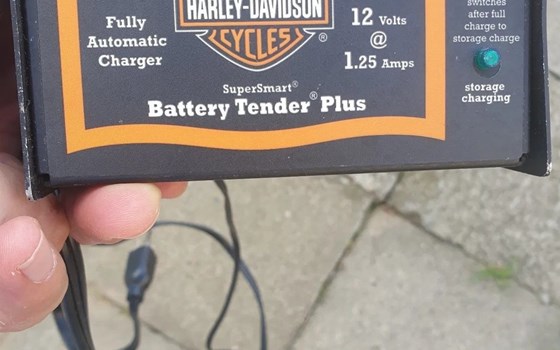 Fully
Automatic
Charger
HARLEY-DAVIDSON
CYCLES
®
12 Volts
@
1.25 Amps
SuperSmart®
Battery Tender® Plus
switches
after full
charge to
storage charge
storage
charging